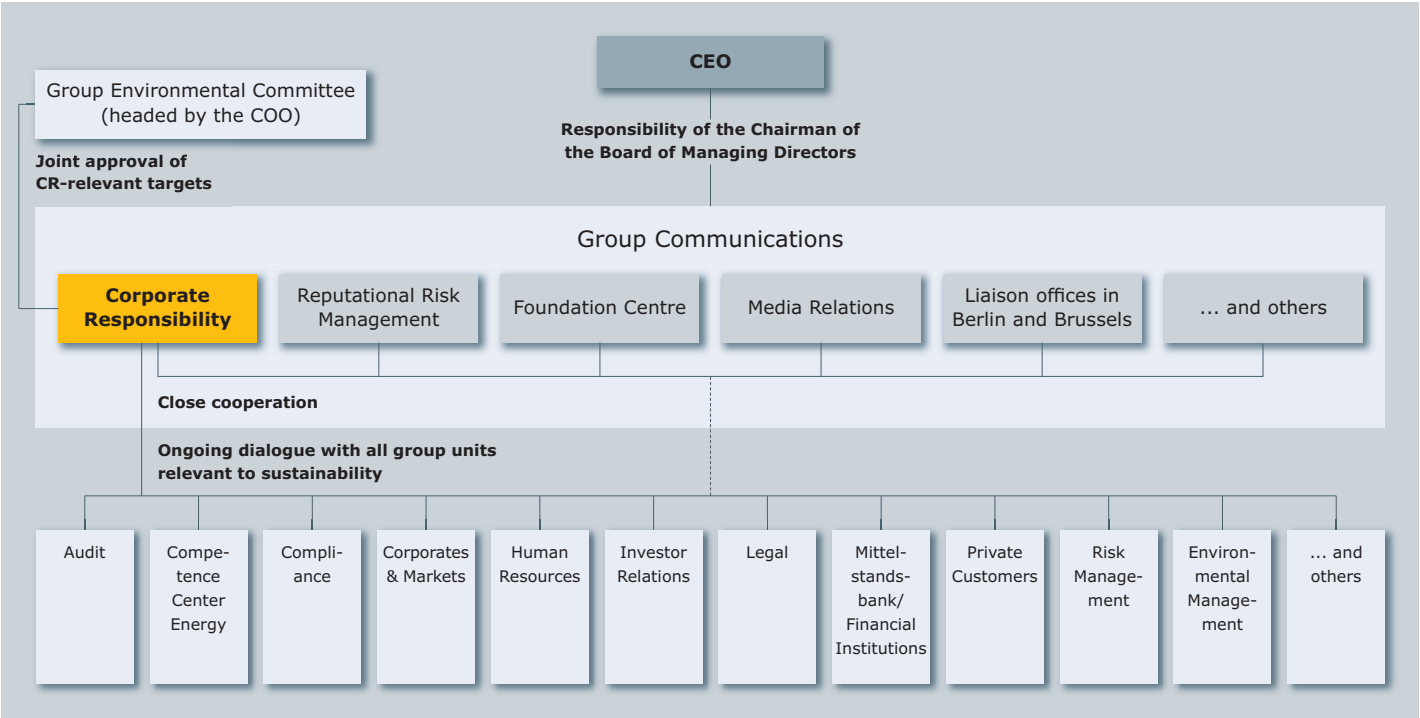 CEO
Group Environmental Committee
(headed by the COO)
Responsibility of the Chairman of
the Board of Managing Directors
Joint approval of
CR-relevant targets
Group Communications
Corporate
Responsibility
Reputational Risk
Management
Foundation Centre
Media Relations
Liaison offices in
Berlin and Brussels
... and others
Close cooperation
Ongoing dialogue with all group units
relevant to sustainability
Audit
Compe-
tence
Center
Energy
Compli-
ance
Corporates
& Markets
Human
Resources
Investor
Relations
Legal
Mittel-
stands-
bank/
Financial
Institutions
Private
Customers
Risk
Manage-
ment
Environ-
mental
Manage-
ment
... and
others